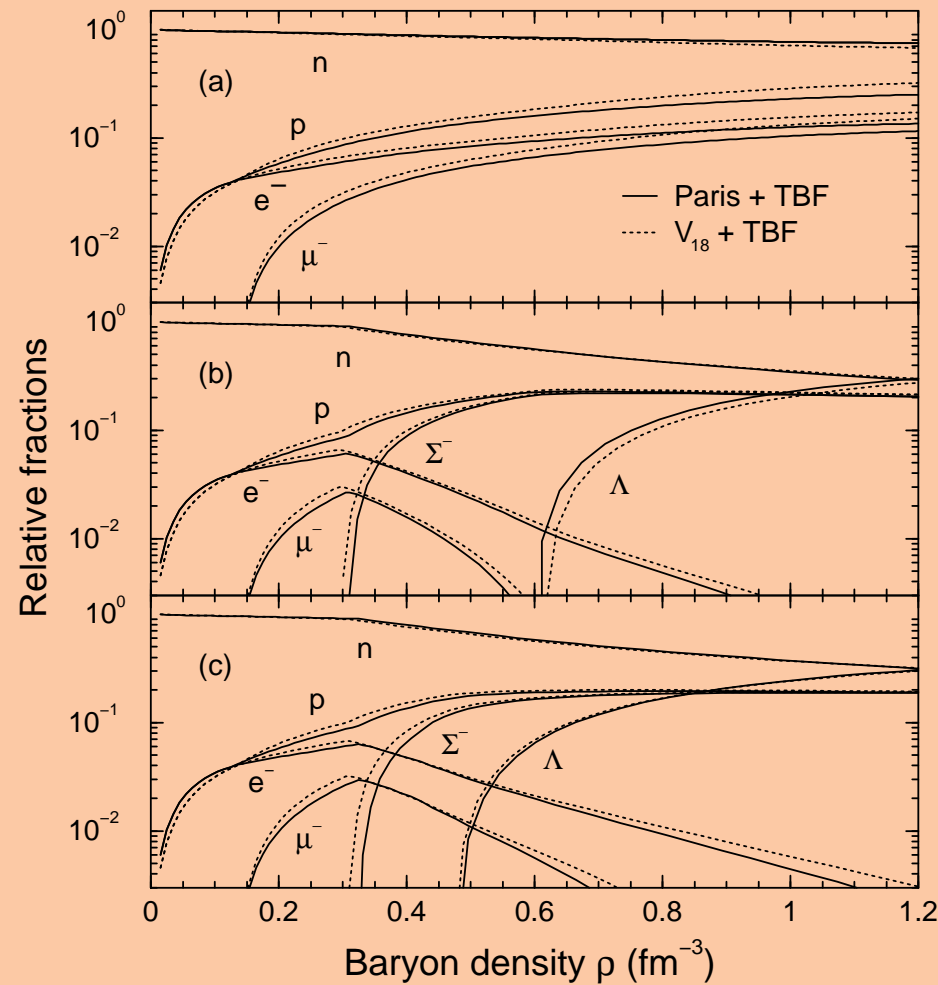 10⁰
n
(a)
p
10⁻¹
e⁻
Paris + TBF
V₁₈ + TBF
10⁻²
μ⁻
10⁰
n
(b)
p
10⁻¹
Σ⁻
e⁻
Λ
10⁻²
μ⁻
Relative fractions
10⁰
n
(c)
p
10⁻¹
Σ⁻
Λ
e⁻
10⁻²
μ⁻
0 0.2 0.4 0.6 0.8 1 1.2
Baryon density ρ (fm⁻³)